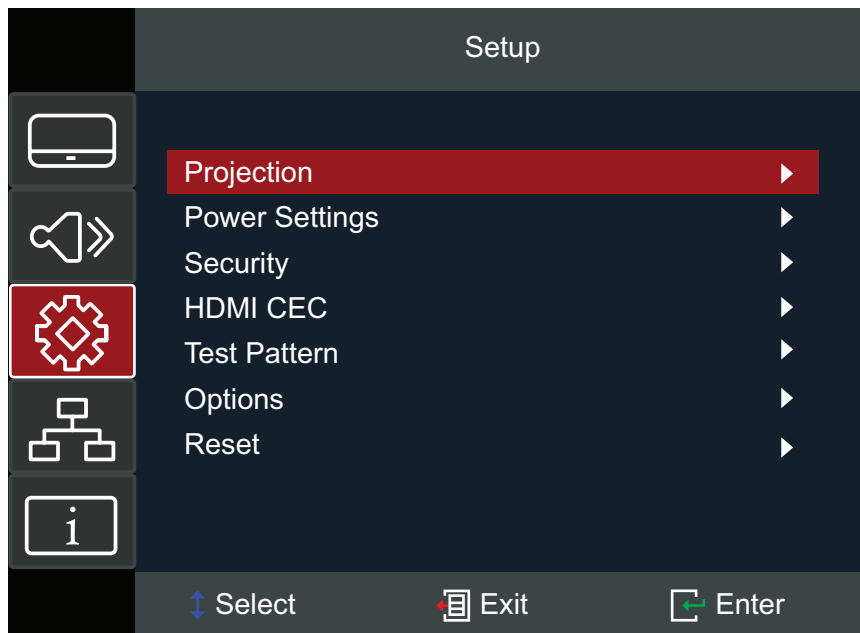 Setup
Projection
Power Settings
Security
HDMI CEC
Test Pattern
Options
Reset
i
Select Exit Enter